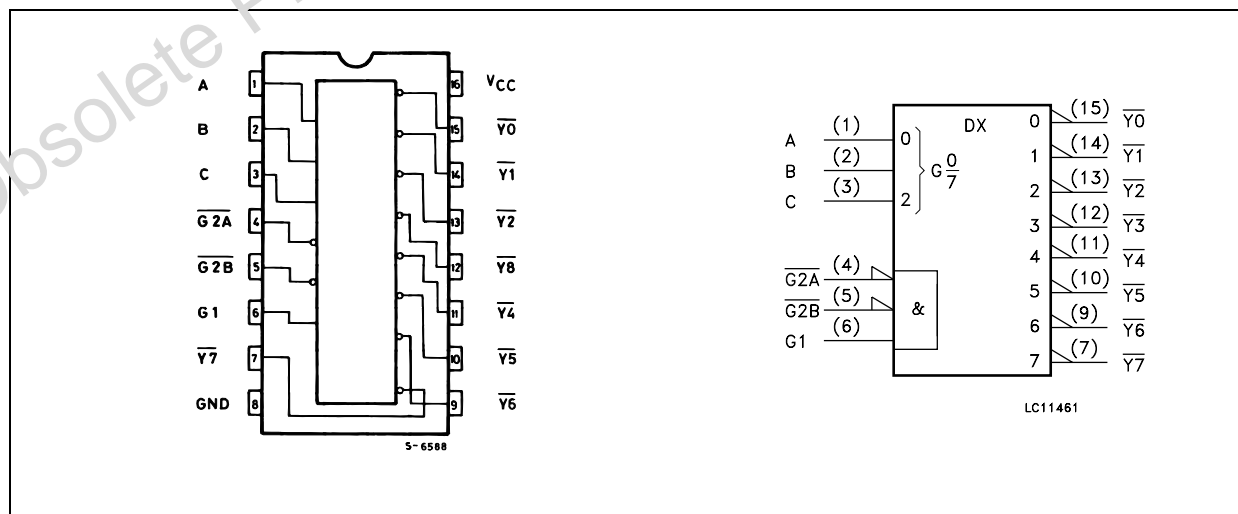 Obsolete
A 1 16 VCC
B 2 15 Y0
C 3 14 Y1
G2A 4 13 Y2
G2B 5 12 Y8
G1 6 11 Y4
Y7 7 10 Y5
GND 8 9 Y6
S-6588
DX
A (1) 0
B (2)
C (3) 2
G 0/7
G2A (4)
G2B (5)
G1 (6)
&
0 (15) Y0
1 (14) Y1
2 (13) Y2
3 (12) Y3
4 (11) Y4
5 (10) Y5
6 (9) Y6
7 (7) Y7
LC11461